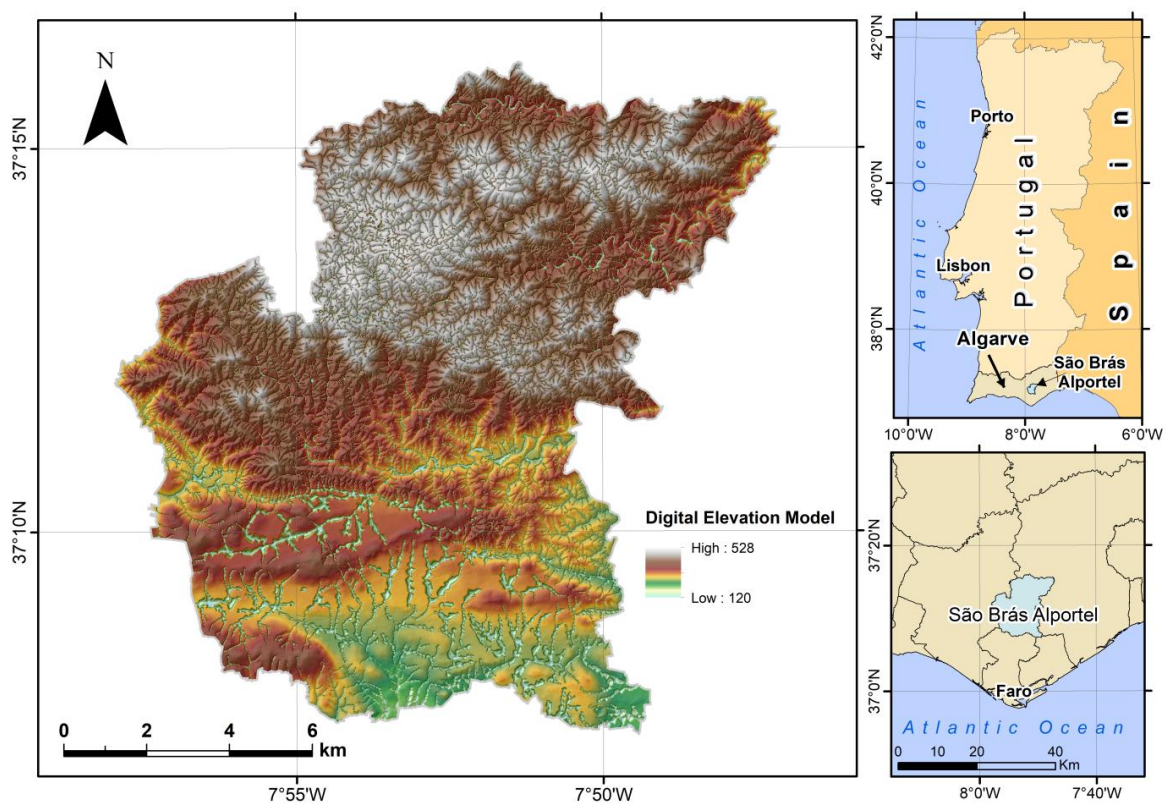 N
37°15'N
37°10'N
7°55'W
7°50'W
Digital Elevation Model
High : 528
Low : 120
0 2 4 6
km
42°0'N
40°0'N
38°0'N
10°0'W
8°0'W
6°0'W
Atlantic Ocean
Porto
Portugal
Spain
Lisbon
Algarve
São Brás
Alportel
37°20'N
37°0'N
São Brás Alportel
Faro
Atlantic Ocean
0 10 20 40
Km
8°0'W
7°40'W